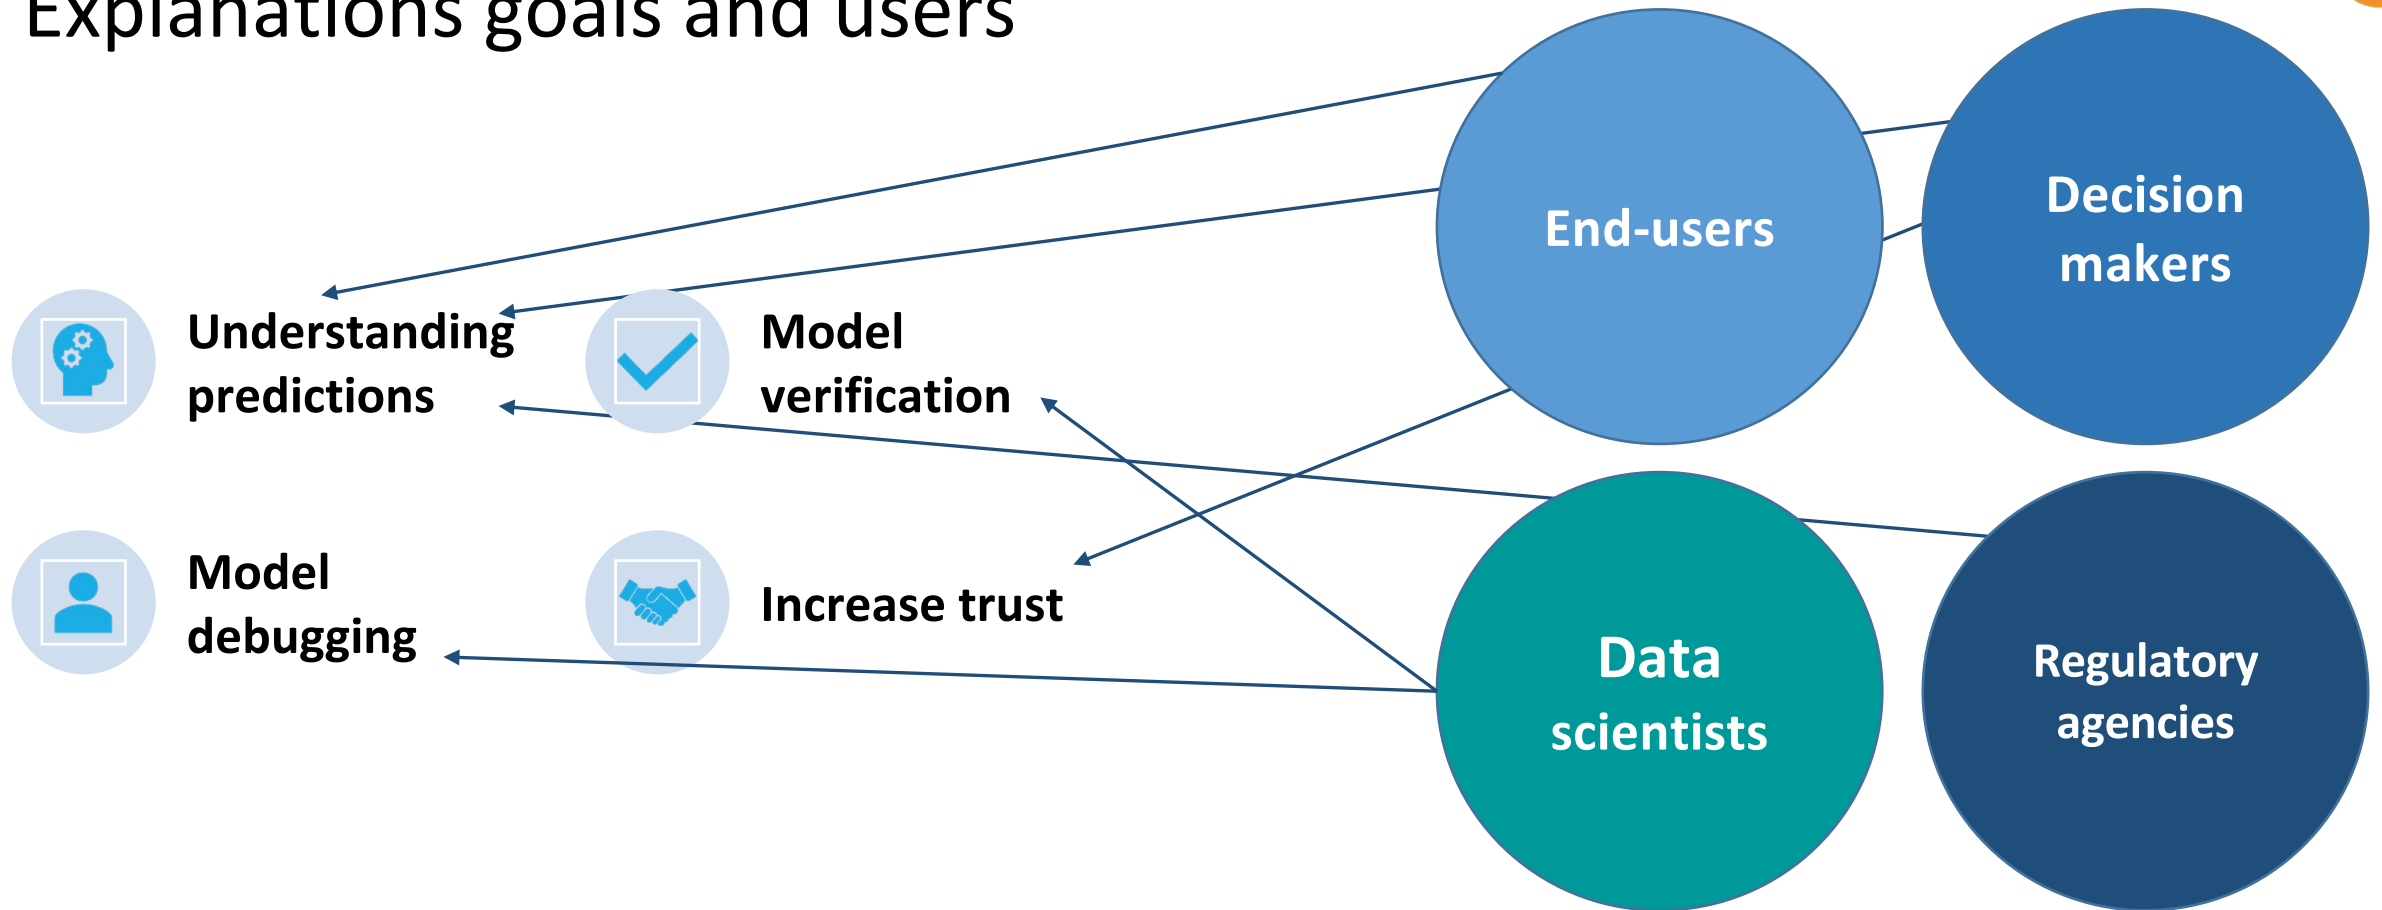 Explanations goals and users
End-users
Decision
makers
Understanding
predictions
Model
verification
Model
debugging
Increase trust
Data
scientists
Regulatory
agencies